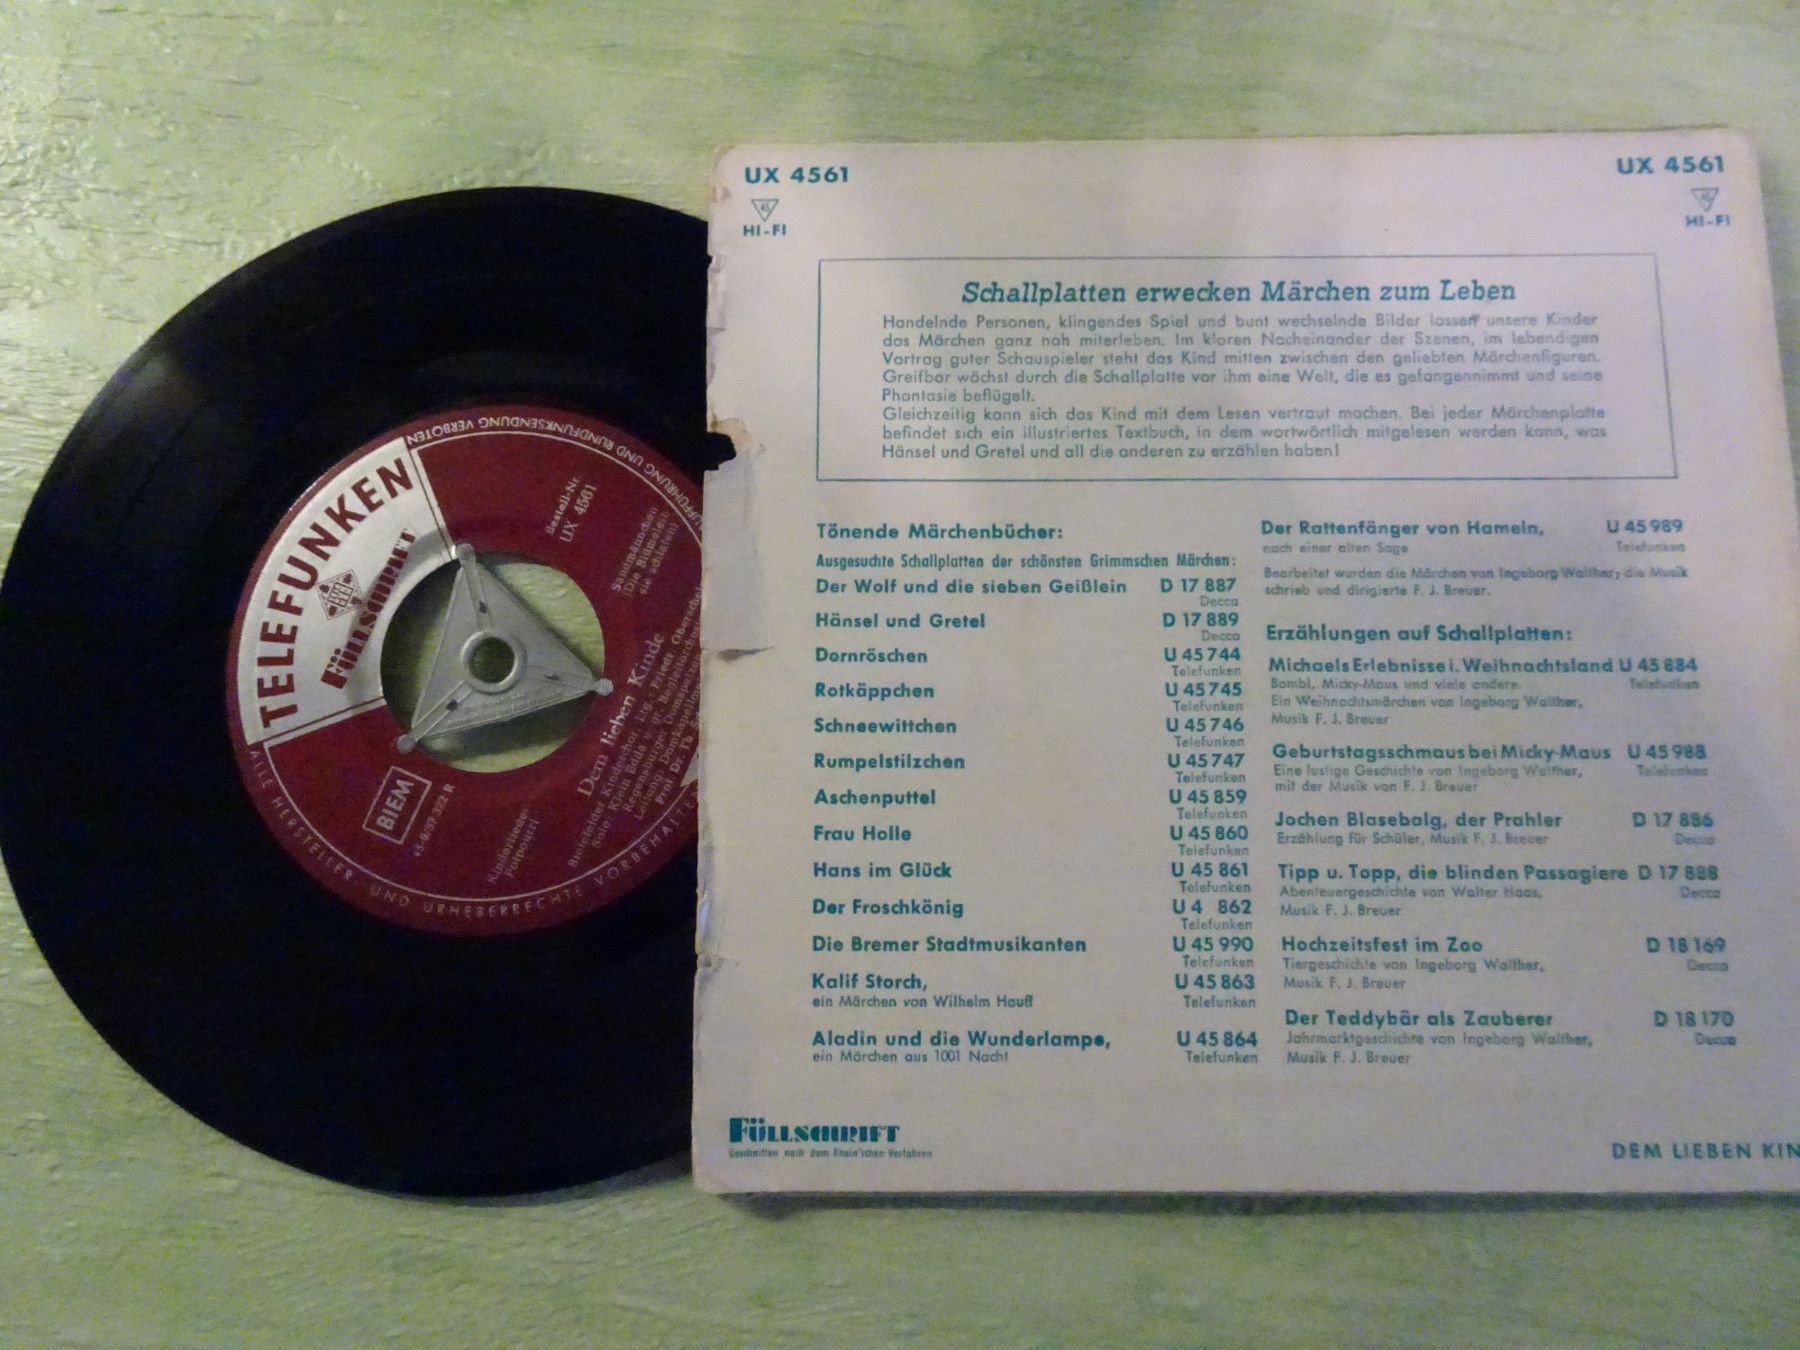 TELEFUNKEN
FÜLLSCHRIFT
AUFFÜHRUNG UND RUNDFUNKSENDUNG VERBOTEN
ALLE HERSTELLER- UND URHEBERRECHTE VORBEHALTEN
Bestell-Nr.
UX 4561
Sandmännchen
(Die Blümelein
sie schlafen)
Dem lieben Kinde
Bielefelder Kinderchor
Regensburger
BIEM
Kinderlieder
Potpourri
UX 4561
45
HI-FI
UX 4561
45
HI-FI
Schallplatten erwecken Märchen zum Leben
Handelnde Personen, klingendes Spiel und bunt wechselnde Bilder lassen unsere Kinder
das Märchen ganz nah miterleben. Im klaren Nacheinander der Szenen, im lebendigen
Vortrag guter Schauspieler steht das Kind mitten zwischen den geliebten Märchenfiguren.
Greifbar wächst durch die Schallplatte vor ihm eine Welt, die es gefangennimmt und seine
Phantasie beflügelt.
Gleichzeitig kann sich das Kind mit dem Lesen vertraut machen. Bei jeder Märchenplatte
befindet sich ein illustriertes Textbuch, in dem wortwörtlich mitgelesen werden kann, was
Hänsel und Gretel und all die anderen zu erzählen haben!
Tönende Märchenbücher:
Ausgesuchte Schallplatten der schönsten Grimmschen Märchen:
Der Wolf und die sieben Geißlein D 17 887
Decca
Hänsel und Gretel D 17 889
Decca
Dornröschen U 45 744
Telefunken
Rotkäppchen U 45 745
Telefunken
Schneewittchen U 45 746
Telefunken
Rumpelstilzchen U 45 747
Telefunken
Aschenputtel U 45 859
Telefunken
Frau Holle U 45 860
Telefunken
Hans im Glück U 45 861
Telefunken
Der Froschkönig U 4 862
Telefunken
Die Bremer Stadtmusikanten U 45 990
Telefunken
Kalif Storch, U 45 863
ein Märchen von Wilhelm Hauff Telefunken
Aladin und die Wunderlampe, U 45 864
ein Märchen aus 1001 Nacht Telefunken
Der Rattenfänger von Hameln, U 45 989
nach einer alten Sage Telefunken
Bearbeitet wurden die Märchen von Ingeborg Walther; die Musik
schrieb und dirigierte F. J. Breuer.
Erzählungen auf Schallplatten:
Michaels Erlebnisse i. Weihnachtsland U 45 884
Bambi, Micky-Maus und viele andere. Telefunken
Ein Weihnachtsmärchen von Ingeborg Walther,
Musik F. J. Breuer
Geburtstagsschmaus bei Micky-Maus U 45 988
Eine lustige Geschichte von Ingeborg Walther, Telefunken
mit der Musik von F. J. Breuer
Jochen Blasebalg, der Prahler D 17 886
Erzählung für Schüler, Musik F. J. Breuer Decca
Tipp u. Topp, die blinden Passagiere D 17 888
Abenteuergeschichte von Walter Haas, Decca
Musik F. J. Breuer
Hochzeitsfest im Zoo D 18 169
Tiergeschichte von Ingeborg Walther, Decca
Musik F. J. Breuer
Der Teddybär als Zauberer D 18 170
Jahrmarktgeschichte von Ingeborg Walther, Decca
Musik F. J. Breuer
FÜLLSCHRIFT
Geschnitten nach dem Rhein'schen Verfahren
DEM LIEBEN KIN